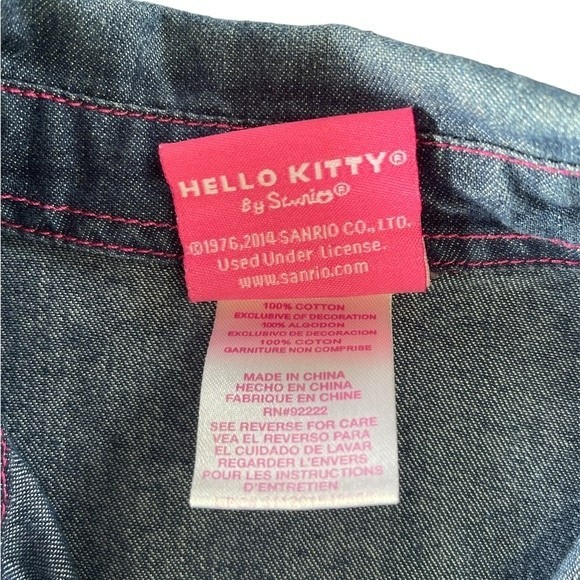 HELLO KITTY®
By Sanrio®
©1976, 2014 SANRIO CO., LTD.
Used Under License.
www.sanrio.com
100% COTTON
EXCLUSIVE OF DECORATION
100% ALGODON
EXCLUSIVO DE DECORACION
100% COTON
GARNITURE NON COMPRISE
MADE IN CHINA
HECHO EN CHINA
FABRIQUE EN CHINE
RN#92222
SEE REVERSE FOR CARE
VEA EL REVERSO PARA
EL CUIDADO DE LAVAR
REGARDER L'ENVERS
POUR LES INSTRUCTIONS
D'ENTRETIEN